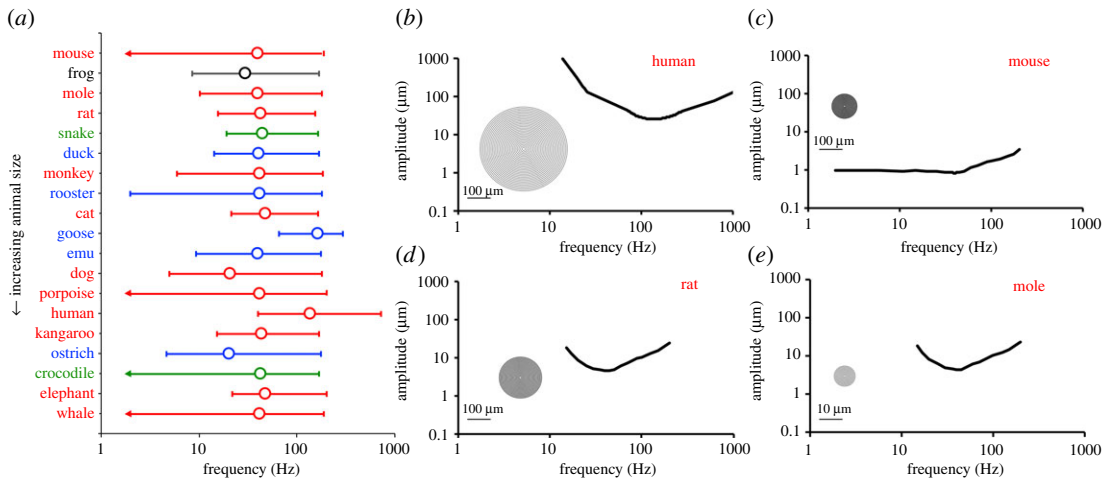 (a)
← increasing animal size
mouse
frog
mole
rat
snake
duck
monkey
rooster
cat
goose
emu
dog
porpoise
human
kangaroo
ostrich
crocodile
elephant
whale
1
10
100
1000
frequency (Hz)
(b)
human
amplitude (µm)
1000
100
10
1
0.1
100 µm
1
10
100
1000
frequency (Hz)
(c)
mouse
amplitude (µm)
1000
100
10
1
0.1
100 µm
1
10
100
1000
frequency (Hz)
(d)
rat
amplitude (µm)
1000
100
10
1
0.1
100 µm
1
10
100
1000
frequency (Hz)
(e)
mole
amplitude (µm)
1000
100
10
1
0.1
10 µm
1
10
100
1000
frequency (Hz)